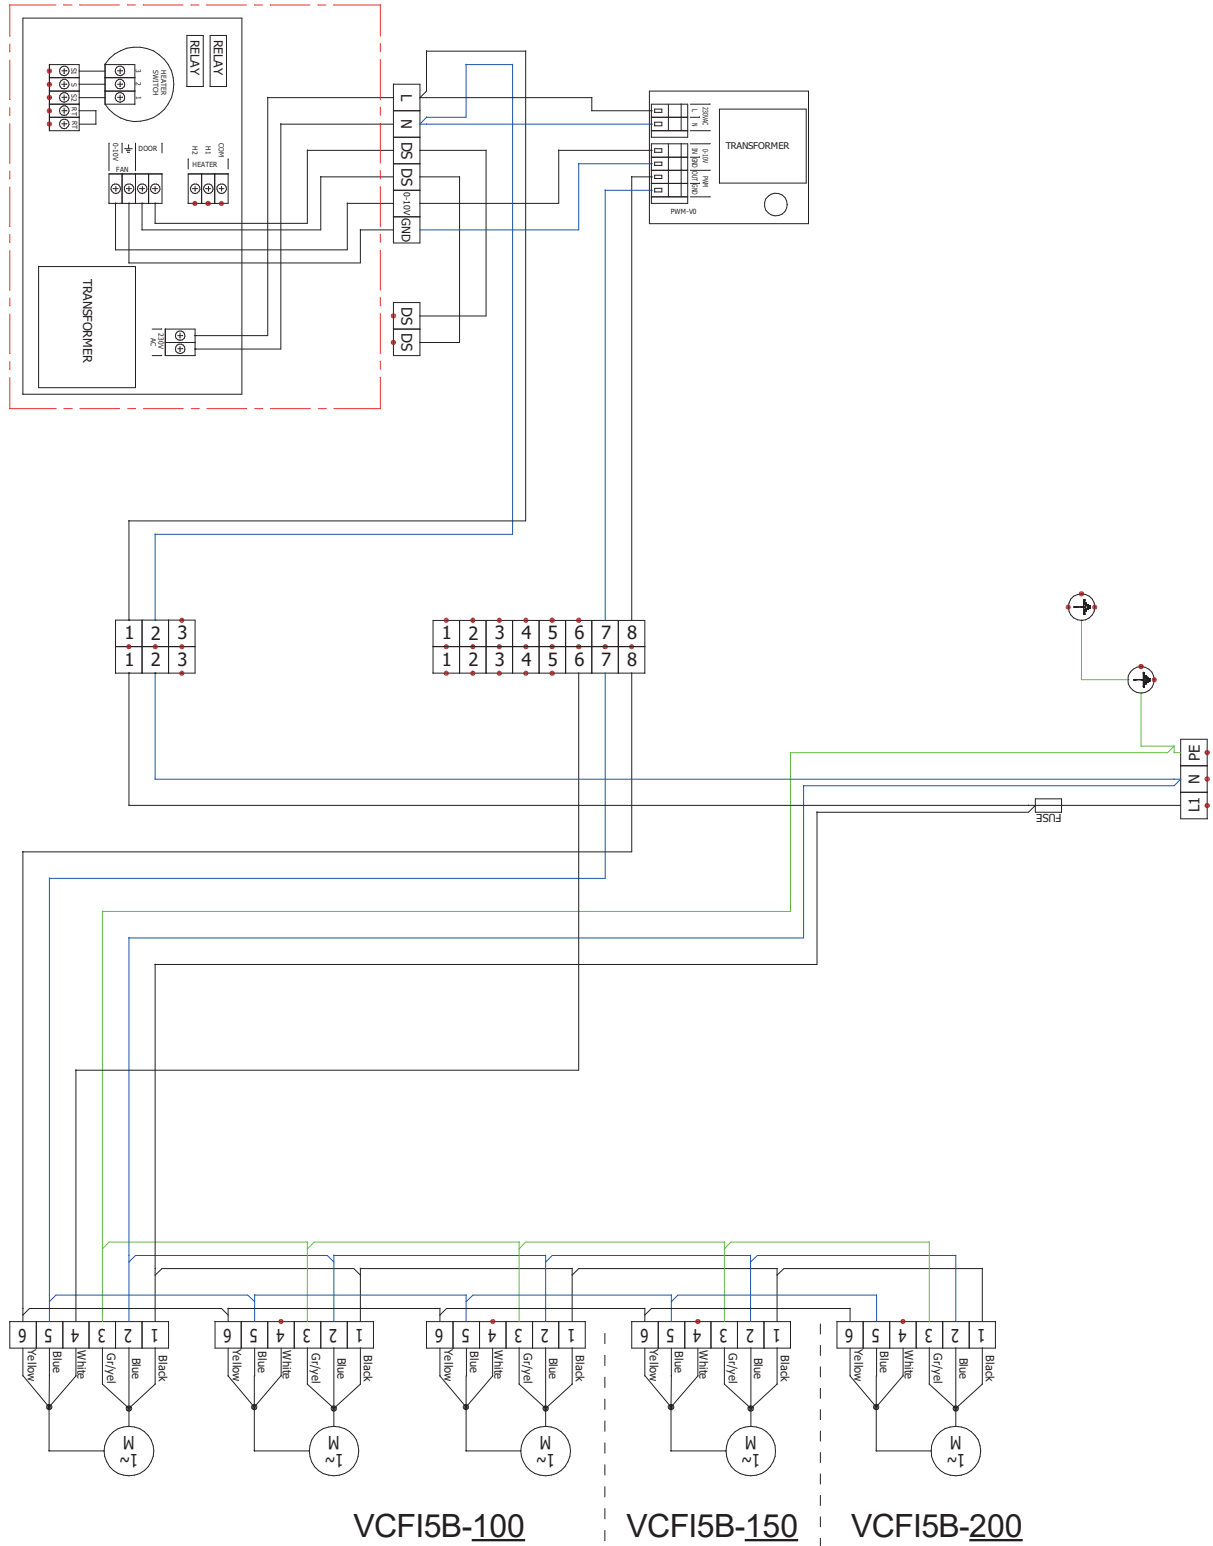 RELAY
RELAY
HEATER
SWITCH
3
2
1
S1
S
S2
RT
RT
0-10V
DOOR
FAN
H2
H1
COM
HEATER
TRANSFORMER
230V
AC
L
N
DS
DS
0-10V
GND
DS
DS
230VAC
L
N
0-10V
IN
GND
PWM
OUT
GND
TRANSFORMER
PWM-V0
1 2 3
1 2 3
1 2 3 4 5 6 7 8
1 2 3 4 5 6 7 8
PE
N
L1
FUSE
6 5 4 3 2 1
Yellow Blue White Gr/yel Blue Black
M
1~
6 5 4 3 2 1
Yellow Blue White Gr/yel Blue Black
M
1~
6 5 4 3 2 1
Yellow Blue White Gr/yel Blue Black
M
1~
6 5 4 3 2 1
Yellow Blue White Gr/yel Blue Black
M
1~
6 5 4 3 2 1
Yellow Blue White Gr/yel Blue Black
M
1~
VCFI5B-100
VCFI5B-150
VCFI5B-200